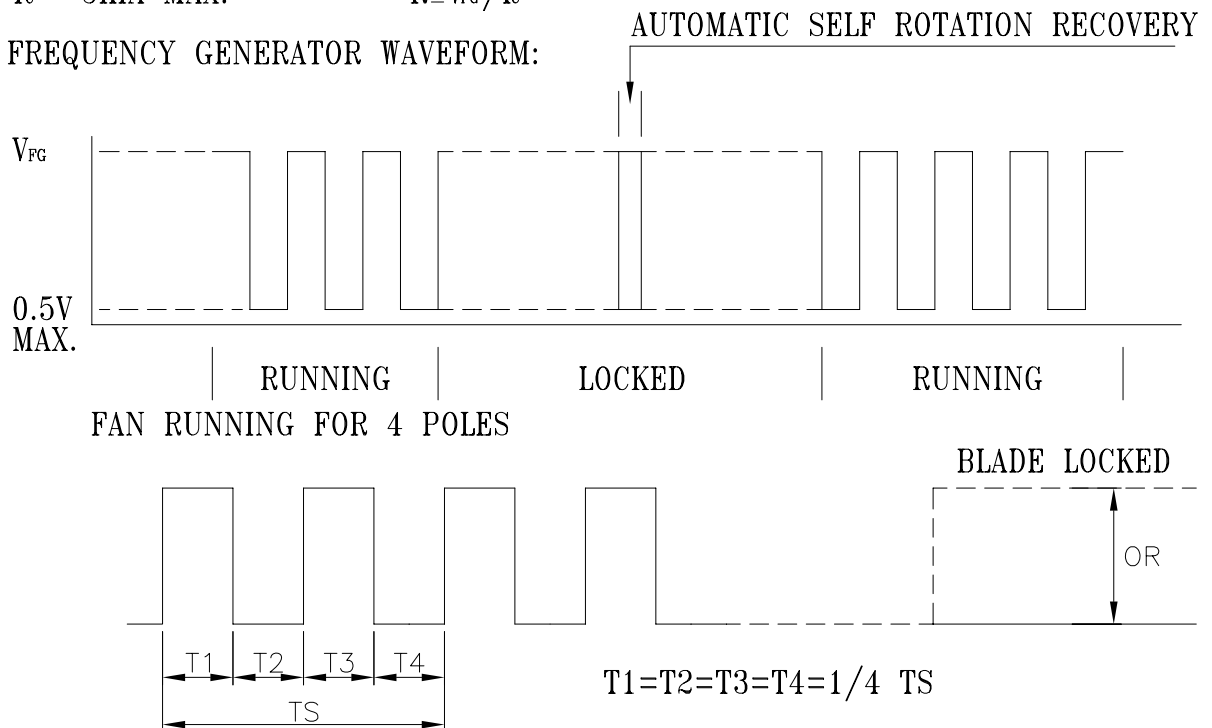 AUTOMATIC SELF ROTATION RECOVERY
FREQUENCY GENERATOR WAVEFORM:
VFG
0.5V
MAX.
RUNNING
LOCKED
RUNNING
FAN RUNNING FOR 4 POLES
BLADE LOCKED
OR
T1 T2 T3 T4
T1=T2=T3=T4=1/4 TS
TS